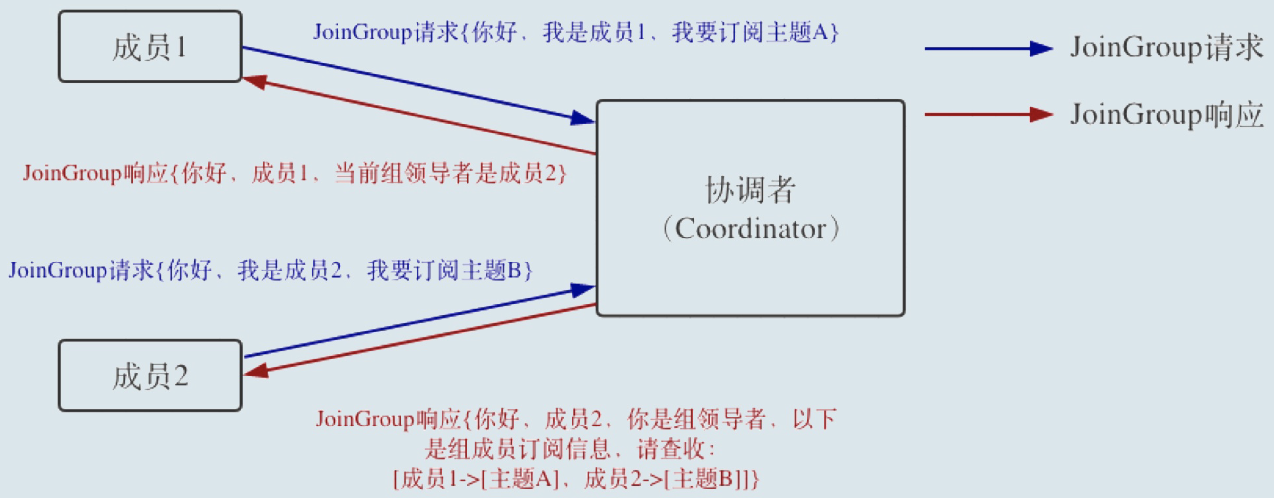 成员1
JoinGroup请求{你好，我是成员1，我要订阅主题A}
JoinGroup请求
JoinGroup响应
JoinGroup响应{你好，成员1，当前组领导者是成员2}
协调者
（Coordinator）
JoinGroup请求{你好，我是成员2，我要订阅主题B}
成员2
JoinGroup响应{你好，成员2，你是组领导者，以下
是组成员订阅信息，请查收：
[成员1->[主题A]，成员2->[主题B]]}